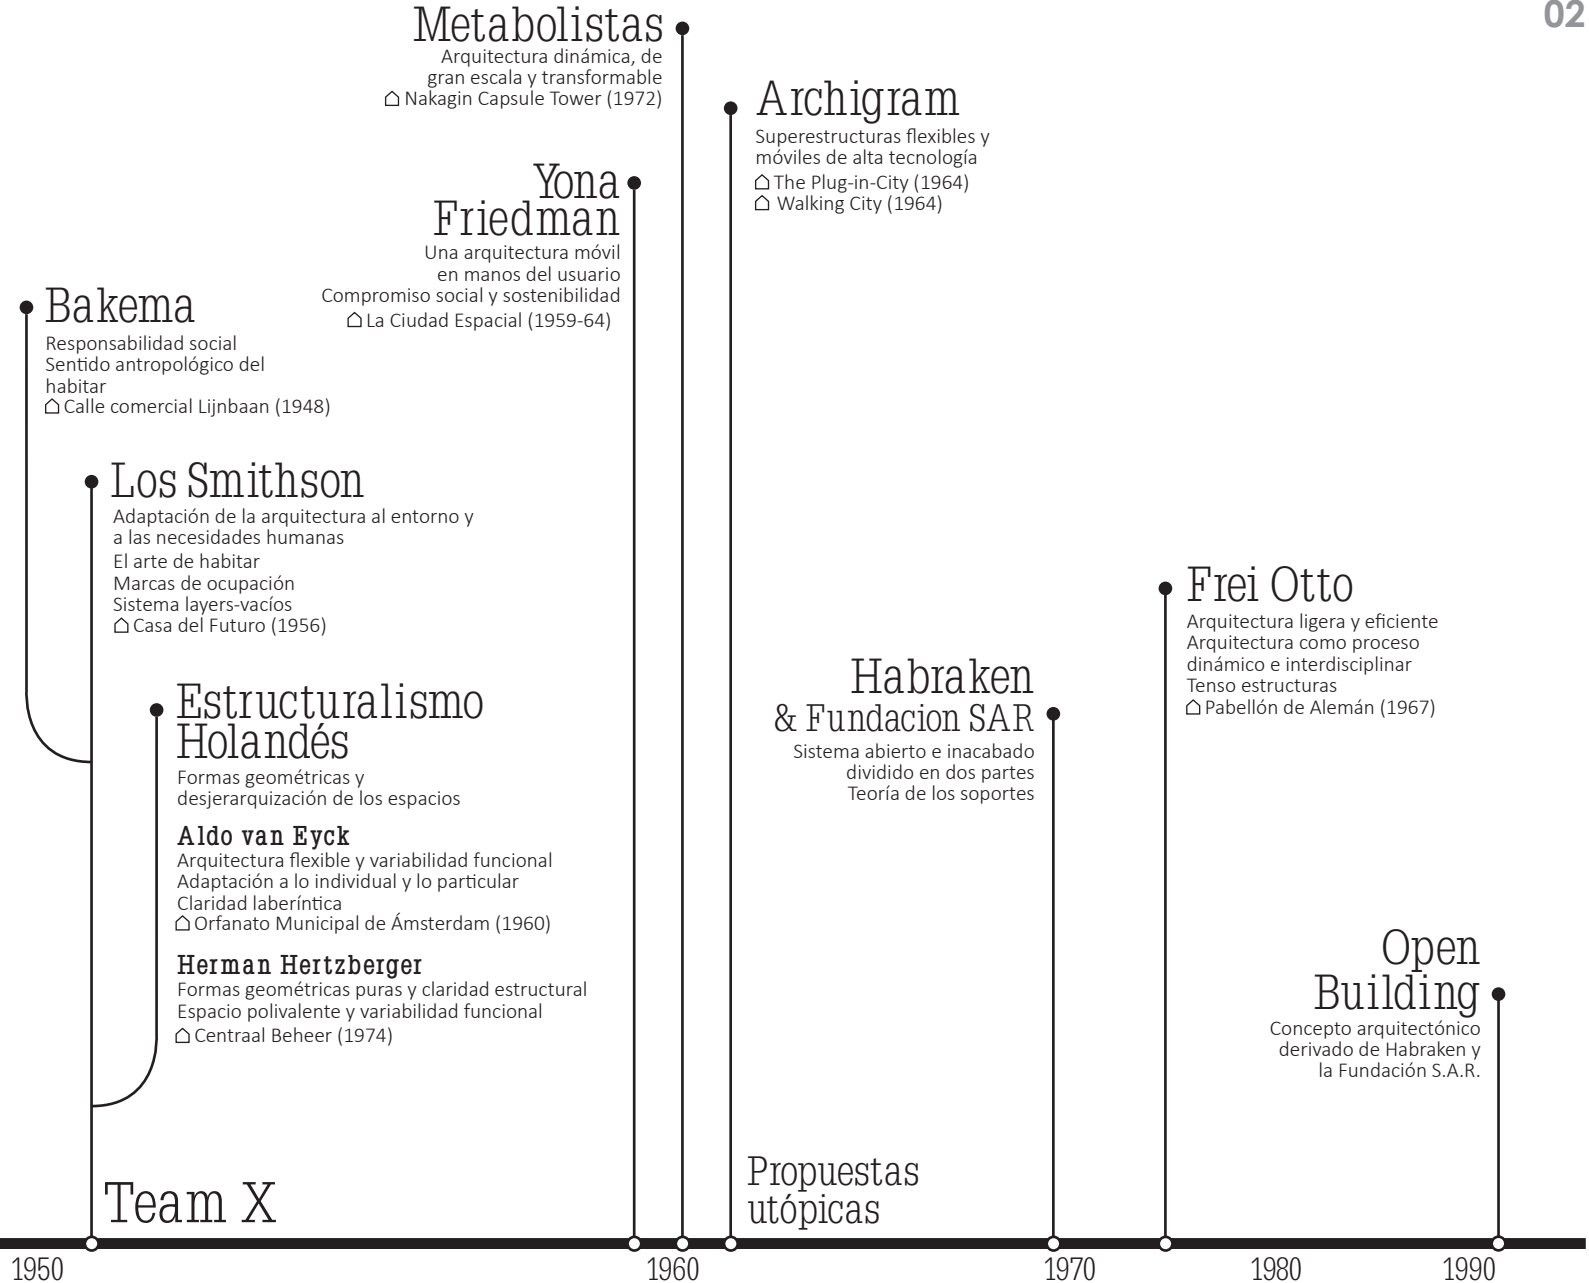 02
Metabolistas
Arquitectura dinámica, de
gran escala y transformable
Nakagin Capsule Tower (1972)
Archigram
Superestructuras flexibles y
móviles de alta tecnología
The Plug-in-City (1964)
Walking City (1964)
Yona
Friedman
Una arquitectura móvil
en manos del usuario
Compromiso social y sostenibilidad
La Ciudad Espacial (1959-64)
Bakema
Responsabilidad social
Sentido antropológico del
habitar
Calle comercial Lijnbaan (1948)
Los Smithson
Adaptación de la arquitectura al entorno y
a las necesidades humanas
El arte de habitar
Marcas de ocupación
Sistema layers-vacíos
Casa del Futuro (1956)
Estructuralismo
Holandés
Formas geométricas y
desjerarquización de los espacios
Aldo van Eyck
Arquitectura flexible y variabilidad funcional
Adaptación a lo individual y lo particular
Claridad laberíntica
Orfanato Municipal de Ámsterdam (1960)
Herman Hertzberger
Formas geométricas puras y claridad estructural
Espacio polivalente y variabilidad funcional
Centraal Beheer (1974)
Frei Otto
Arquitectura ligera y eficiente
Arquitectura como proceso
dinámico e interdisciplinar
Tenso estructuras
Pabellón de Alemán (1967)
Habraken
& Fundacion SAR
Sistema abierto e inacabado
dividido en dos partes
Teoría de los soportes
Open
Building
Concepto arquitectónico
derivado de Habraken y
la Fundación S.A.R.
Team X
Propuestas
utópicas
1950
1960
1970
1980
1990